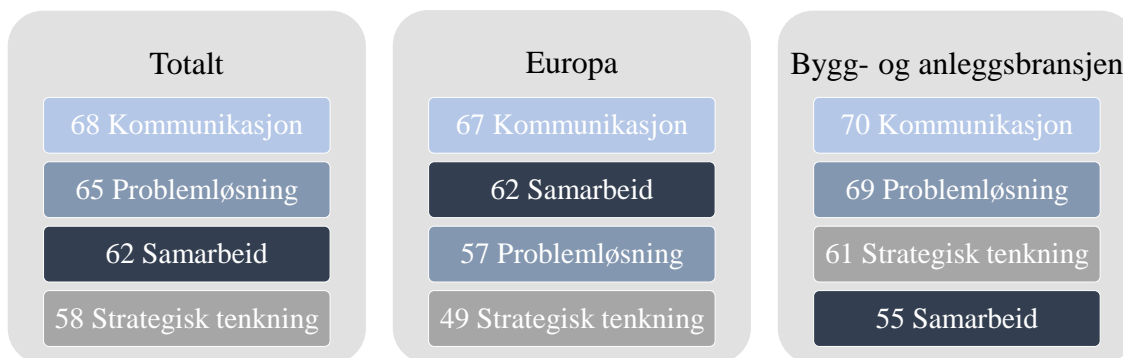 Totalt
68 Kommunikasjon
65 Problemløsning
62 Samarbeid
58 Strategisk tenkning
Europa
67 Kommunikasjon
62 Samarbeid
57 Problemløsning
49 Strategisk tenkning
Bygg- og anleggsbransjen
70 Kommunikasjon
69 Problemløsning
61 Strategisk tenkning
55 Samarbeid